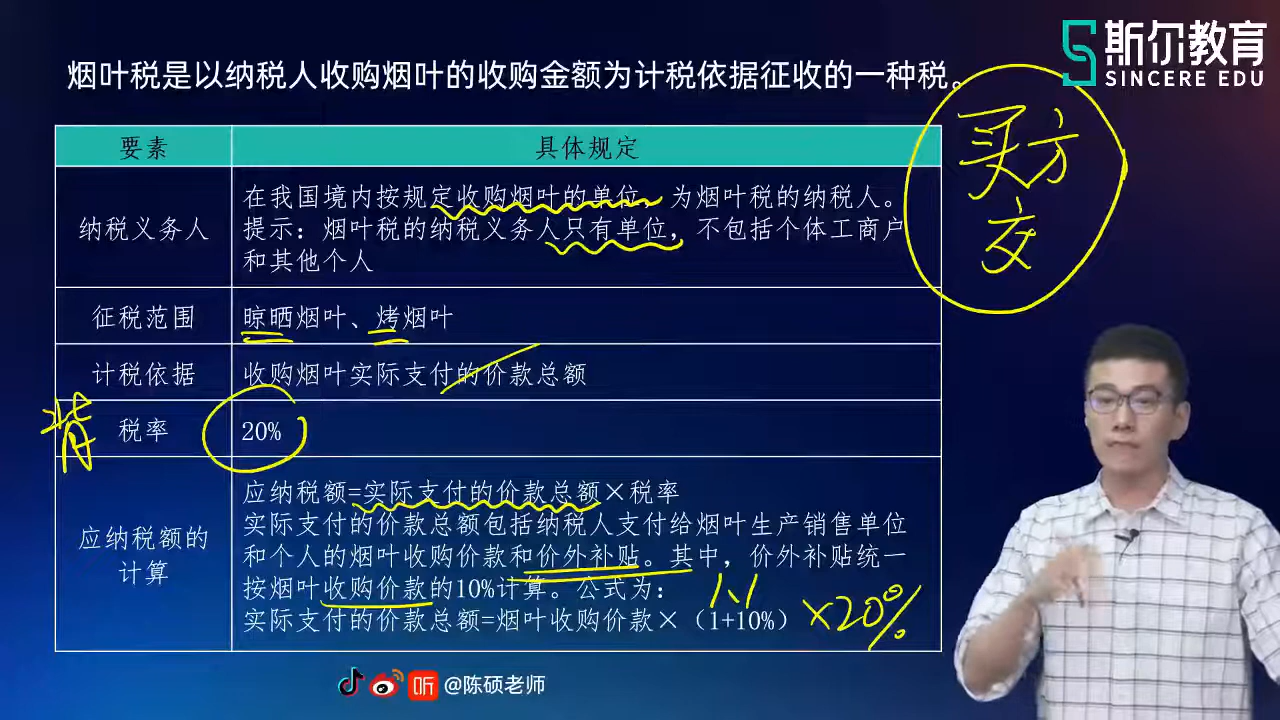 斯尔教育
SINCERE EDU
烟叶税是以纳税人收购烟叶的收购金额为计税依据征收的一种税。
买方
交
要素
具体规定
纳税义务人
在我国境内按规定收购烟叶的单位，为烟叶税的纳税人。
提示：烟叶税的纳税义务人只有单位，不包括个体工商户
和其他个人
征税范围
晾晒烟叶、烤烟叶
计税依据
收购烟叶实际支付的价款总额
背
税率
20%
应纳税额的
计算
应纳税额=实际支付的价款总额×税率
实际支付的价款总额包括纳税人支付给烟叶生产销售单位
和个人的烟叶收购价款和价外补贴。其中，价外补贴统一
按烟叶收购价款的10%计算。公式为：
1.1
实际支付的价款总额=烟叶收购价款×（1+10%）
×20%
听 @陈硕老师